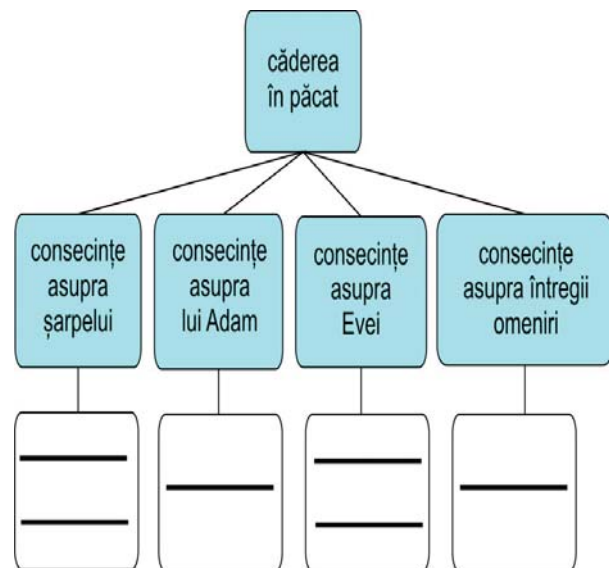 căderea
în păcat
consecințe
asupra
șarpelui
consecințe
asupra
lui Adam
consecințe
asupra
Evei
consecințe
asupra întregii
omeniri